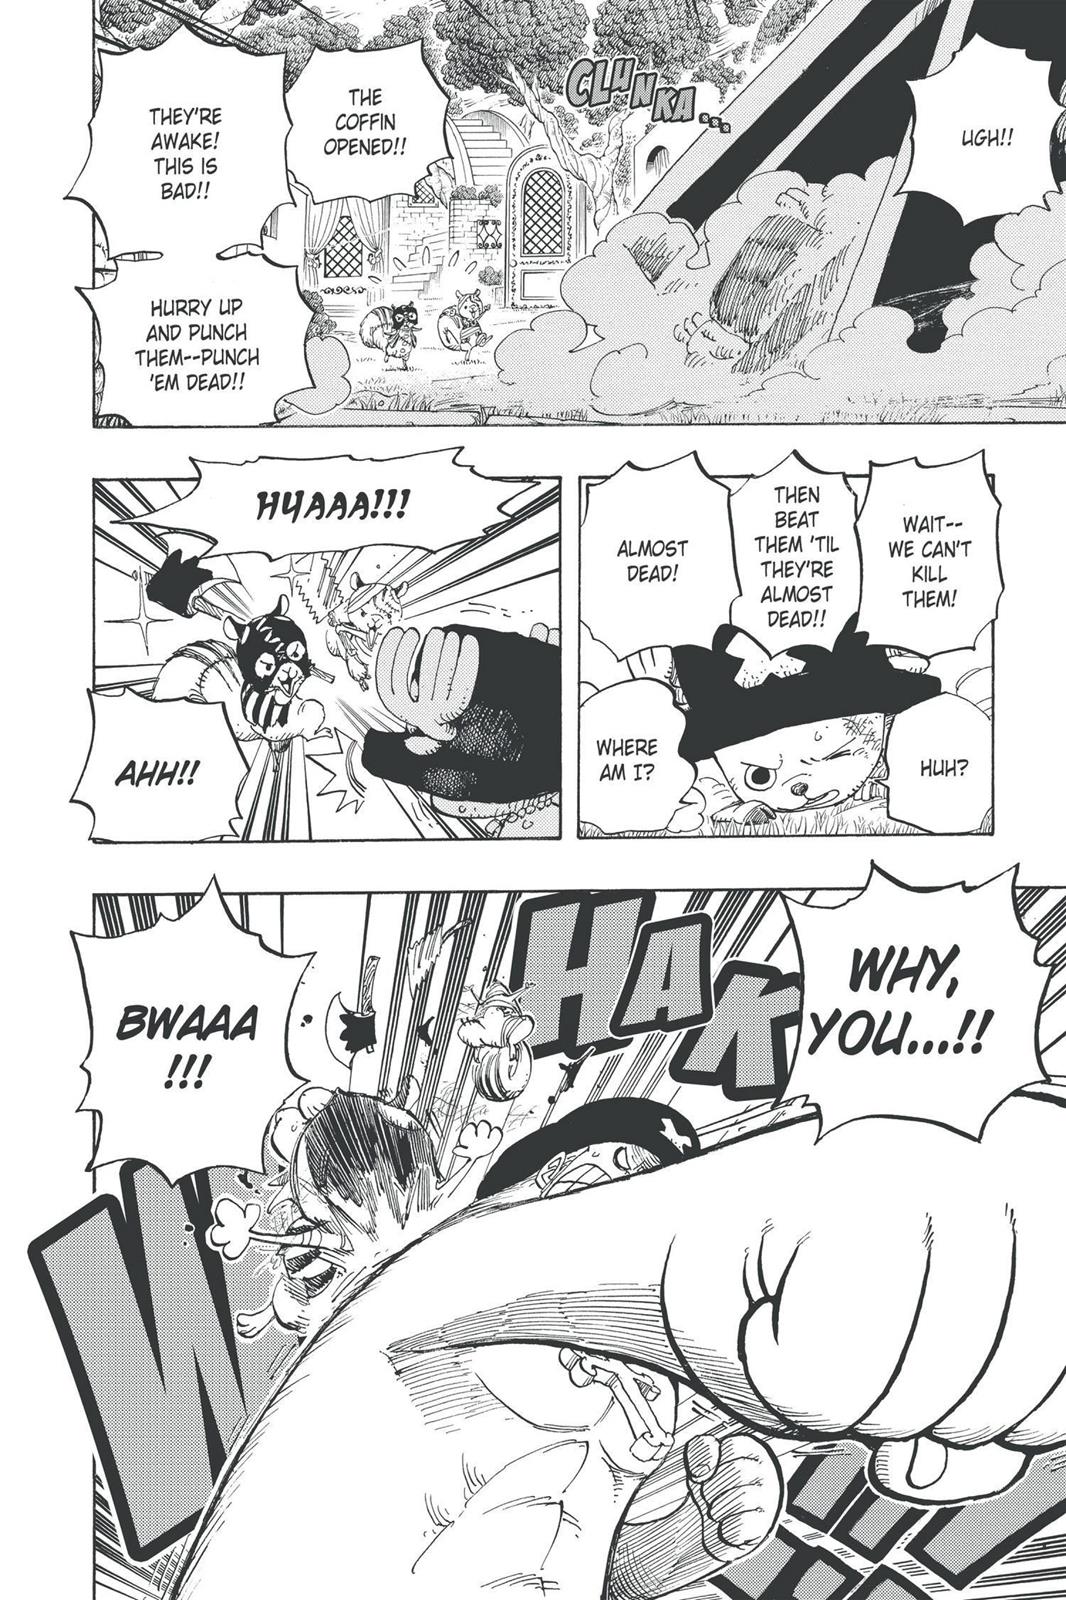 UGH!!
CLUNKA...
THE
COFFIN
OPENED!!
THEY'RE
AWAKE!
THIS IS
BAD!!
HURRY UP
AND PUNCH
THEM--PUNCH
'EM DEAD!!
WAIT--
WE CAN'T
KILL
THEM!
THEN
BEAT
THEM 'TIL
THEY'RE
ALMOST
DEAD!!
ALMOST
DEAD!
HUH?
WHERE
AM I?
HYAAA!!!
AHH!!
WHY,
YOU...!!
HAK
BWAAA
!!!